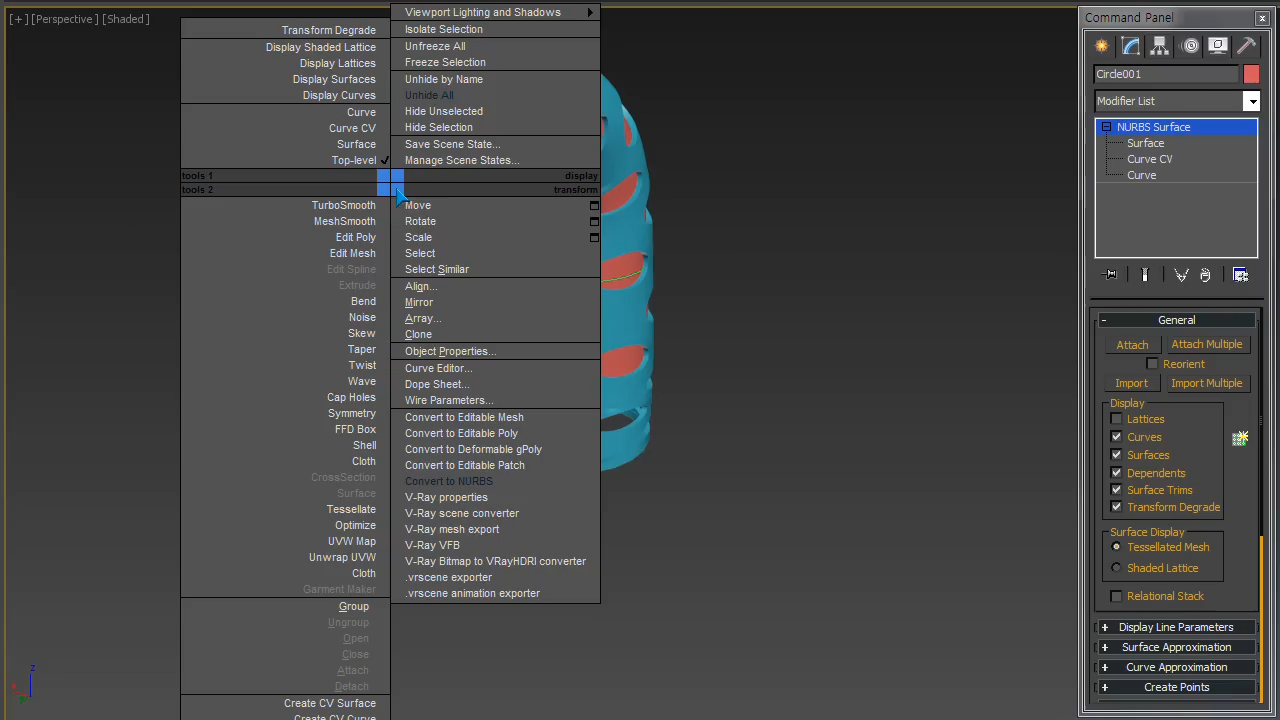 [+] [Perspective ] [Shaded ]
Transform Degrade
Display Shaded Lattice
Display Lattices
Display Surfaces
Display Curves
Curve
Curve CV
Surface
Top-level
tools 1
tools 2
TurboSmooth
MeshSmooth
Edit Poly
Edit Mesh
Edit Spline
Extrude
Bend
Noise
Skew
Taper
Twist
Wave
Cap Holes
Symmetry
FFD Box
Shell
Cloth
CrossSection
Surface
Tessellate
Optimize
UVW Map
Unwrap UVW
Cloth
Garment Maker
Group
Ungroup
Open
Close
Attach
Detach
Create CV Surface
Create CV Curve
Viewport Lighting and Shadows
Isolate Selection
Unfreeze All
Freeze Selection
Unhide by Name
Unhide All
Hide Unselected
Hide Selection
Save Scene State...
Manage Scene States...
display
transform
Move
Rotate
Scale
Select
Select Similar
Align...
Mirror
Array...
Clone
Object Properties...
Curve Editor...
Dope Sheet...
Wire Parameters...
Convert to Editable Mesh
Convert to Editable Poly
Convert to Deformable gPoly
Convert to Editable Patch
Convert to NURBS
V-Ray properties
V-Ray scene converter
V-Ray mesh export
V-Ray VFB
V-Ray Bitmap to VRayHDRI converter
.vrscene exporter
.vrscene animation exporter
z
Command Panel
Circle001
Modifier List
NURBS Surface
Surface
Curve CV
Curve
General
Attach Attach Multiple
Reorient
Import Import Multiple
Display
Lattices
Curves
Surfaces
Dependents
Surface Trims
Transform Degrade
Surface Display
Tessellated Mesh
Shaded Lattice
Relational Stack
Display Line Parameters
Surface Approximation
Curve Approximation
Create Points